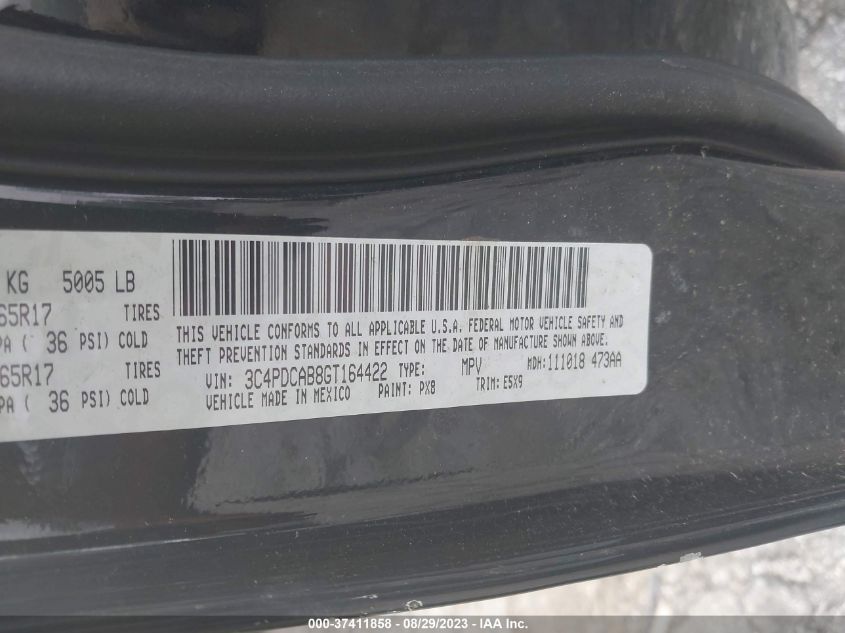 KG 5005 LB
65R17 TIRES
PA ( 36 PSI) COLD
65R17 TIRES
PA ( 36 PSI) COLD
THIS VEHICLE CONFORMS TO ALL APPLICABLE U.S.A. FEDERAL MOTOR VEHICLE SAFETY AND
THEFT PREVENTION STANDARDS IN EFFECT ON THE DATE OF MANUFACTURE SHOWN ABOVE.
VIN: 3C4PDCAB8GT164422 TYPE: MPV MDH:111018 473AA
VEHICLE MADE IN MEXICO PAINT: PX8 TRIM: E5X9
000-37411858 - 08/29/2023 - IAA Inc.